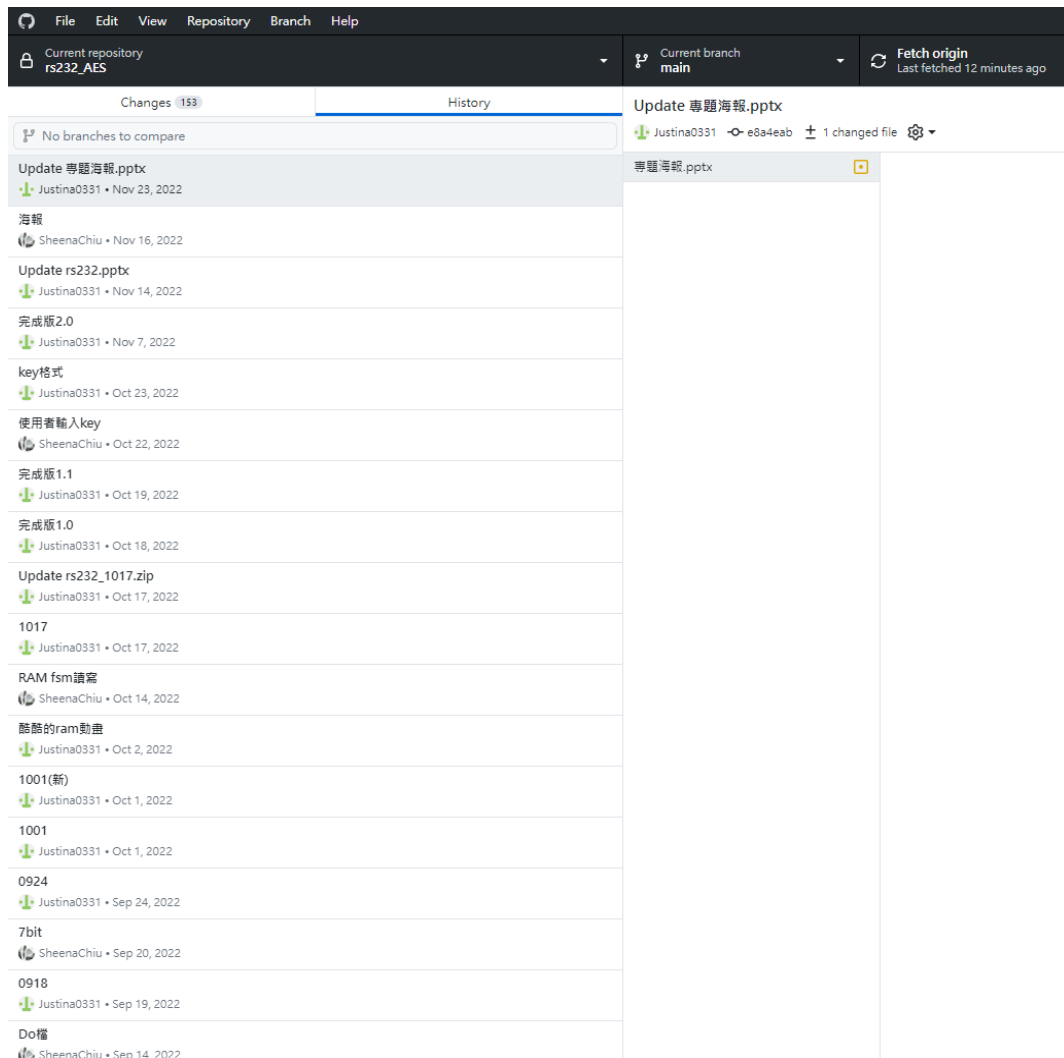 File Edit View Repository Branch Help
Current repository
rs232_AES
Current branch
main
Fetch origin
Last fetched 12 minutes ago
Changes 153
History
No branches to compare
Update 專題海報.pptx
Justina0331 • Nov 23, 2022
海報
SheenaChiu • Nov 16, 2022
Update rs232.pptx
Justina0331 • Nov 14, 2022
完成版2.0
Justina0331 • Nov 7, 2022
key格式
Justina0331 • Oct 23, 2022
使用者輸入key
SheenaChiu • Oct 22, 2022
完成版1.1
Justina0331 • Oct 19, 2022
完成版1.0
Justina0331 • Oct 18, 2022
Update rs232_1017.zip
Justina0331 • Oct 17, 2022
1017
Justina0331 • Oct 17, 2022
RAM fsm讀寫
SheenaChiu • Oct 14, 2022
酷酷的ram動畫
Justina0331 • Oct 2, 2022
1001(新)
Justina0331 • Oct 1, 2022
1001
Justina0331 • Oct 1, 2022
0924
Justina0331 • Sep 24, 2022
7bit
SheenaChiu • Sep 20, 2022
0918
Justina0331 • Sep 19, 2022
Do檔
SheenaChiu • Sep 14, 2022
Update 專題海報.pptx
Justina0331 e8a4eab 1 changed file
專題海報.pptx